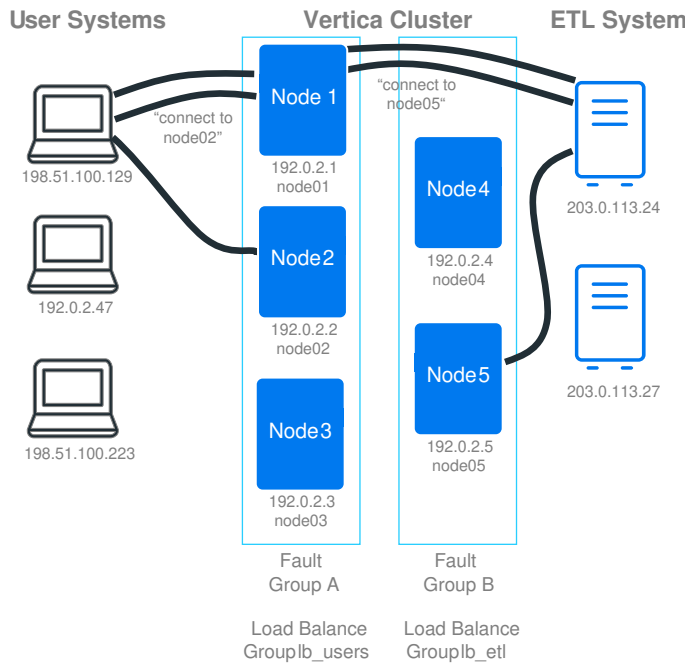 User Systems
Vertica Cluster
ETL System
Node 1
"connect to
node02"
"connect to
node05"
192.0.2.1
node01
198.51.100.129
Node4
192.0.2.4
node04
203.0.113.24
Node2
192.0.2.2
node02
192.0.2.47
Node5
192.0.2.5
node05
203.0.113.27
Node3
192.0.2.3
node03
198.51.100.223
Fault
Group A
Fault
Group B
Load Balance
Grouplb_users
Load Balance
Grouplb_etl